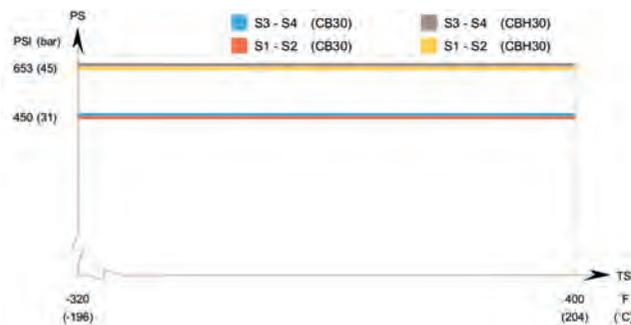 PS
S3 - S4 (CB30)
S3 - S4 (CBH30)
PSI (bar)
S1 - S2 (CB30)
S1 - S2 (CBH30)
653 (45)
450 (31)
TS
-320
400
°F
(-196)
(204)
(°C)